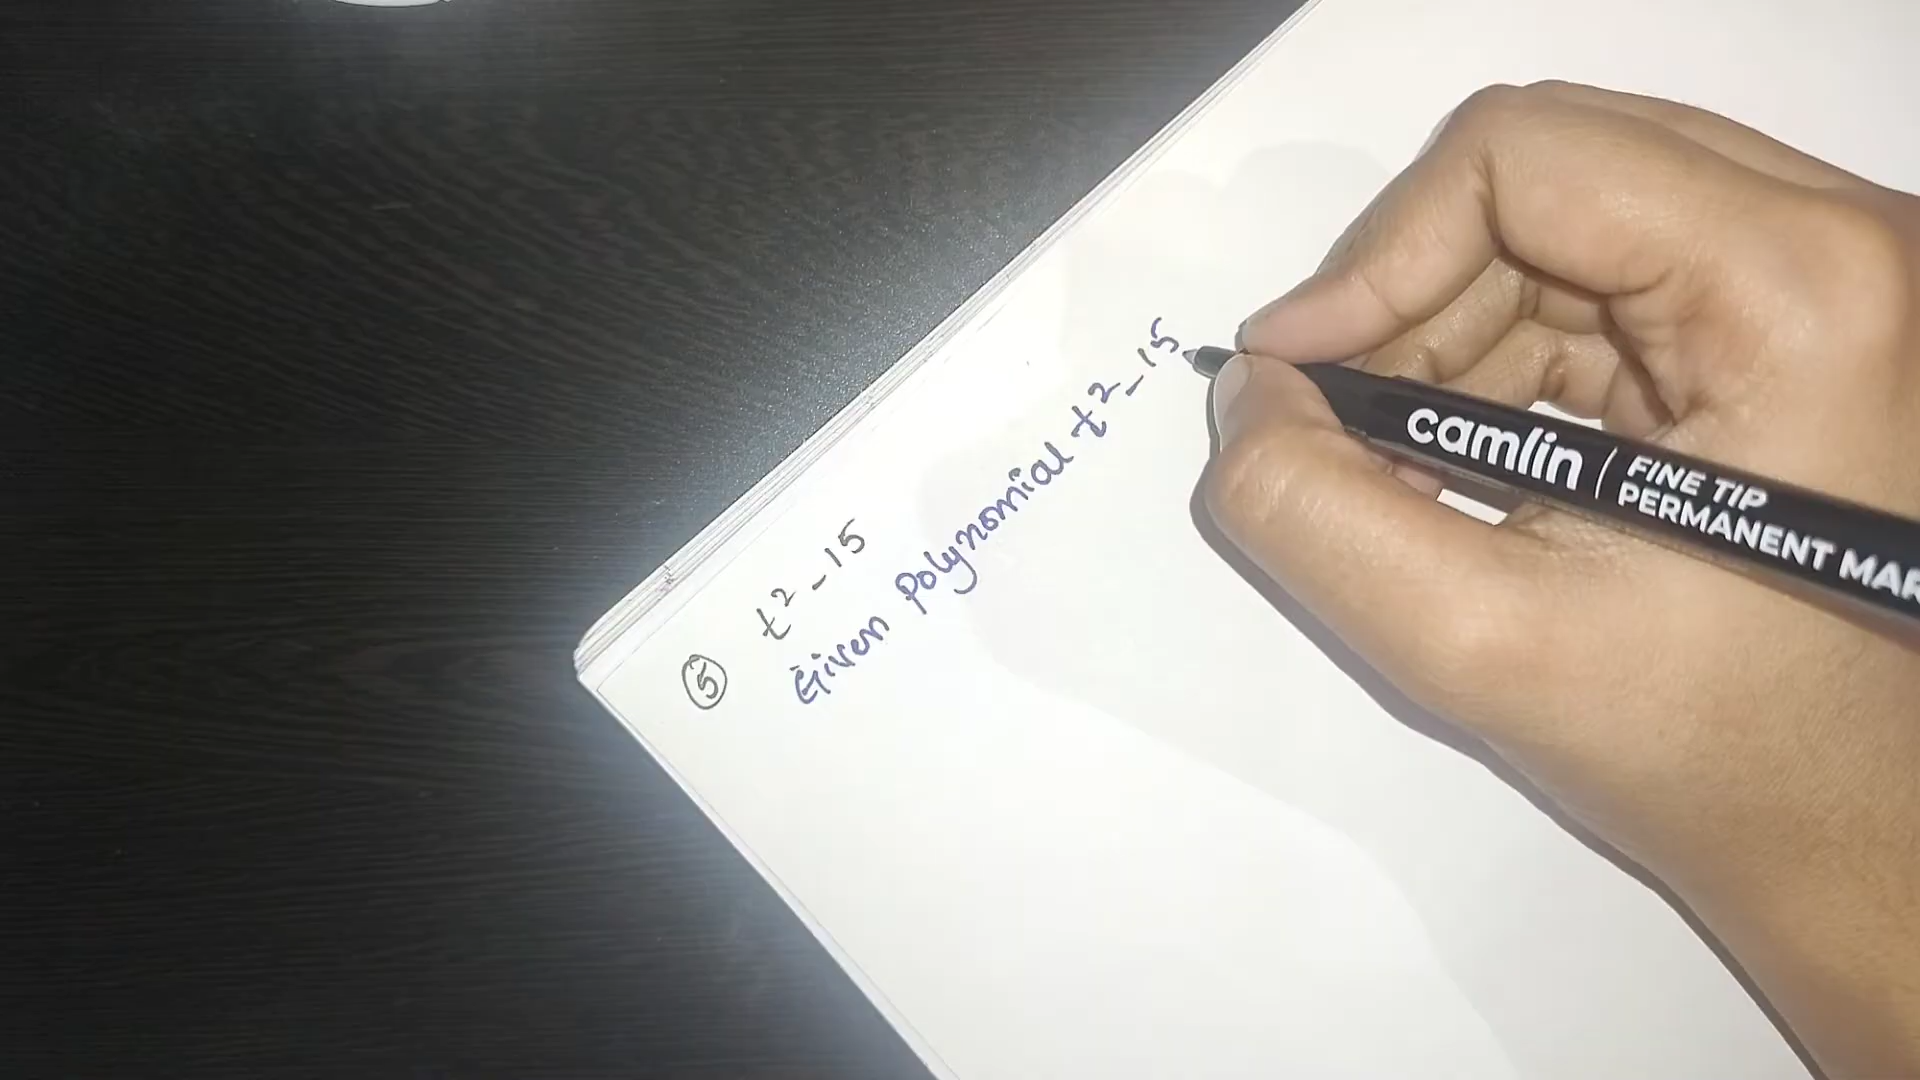 ⑤ t² - 15
Given Polynomial t² - 15
camlin FINE TIP
PERMANENT MAR